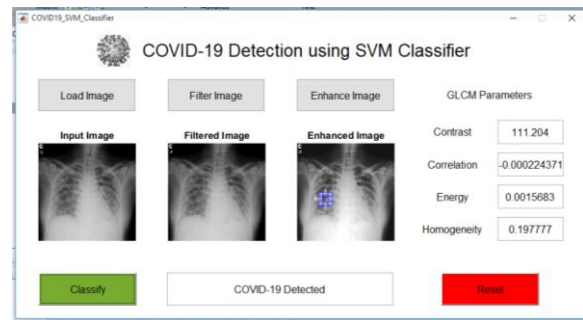 COVID19_SVM_Classifier
COVID-19 Detection using SVM Classifier
Load Image
Filter Image
Enhance Image
GLCM Parameters
Input Image
Filtered Image
Enhanced Image
Contrast
111.204
Correlation
-0.000224371
Energy
0.0015683
Homogeneity
0.197777
Classify
COVID-19 Detected
Reset